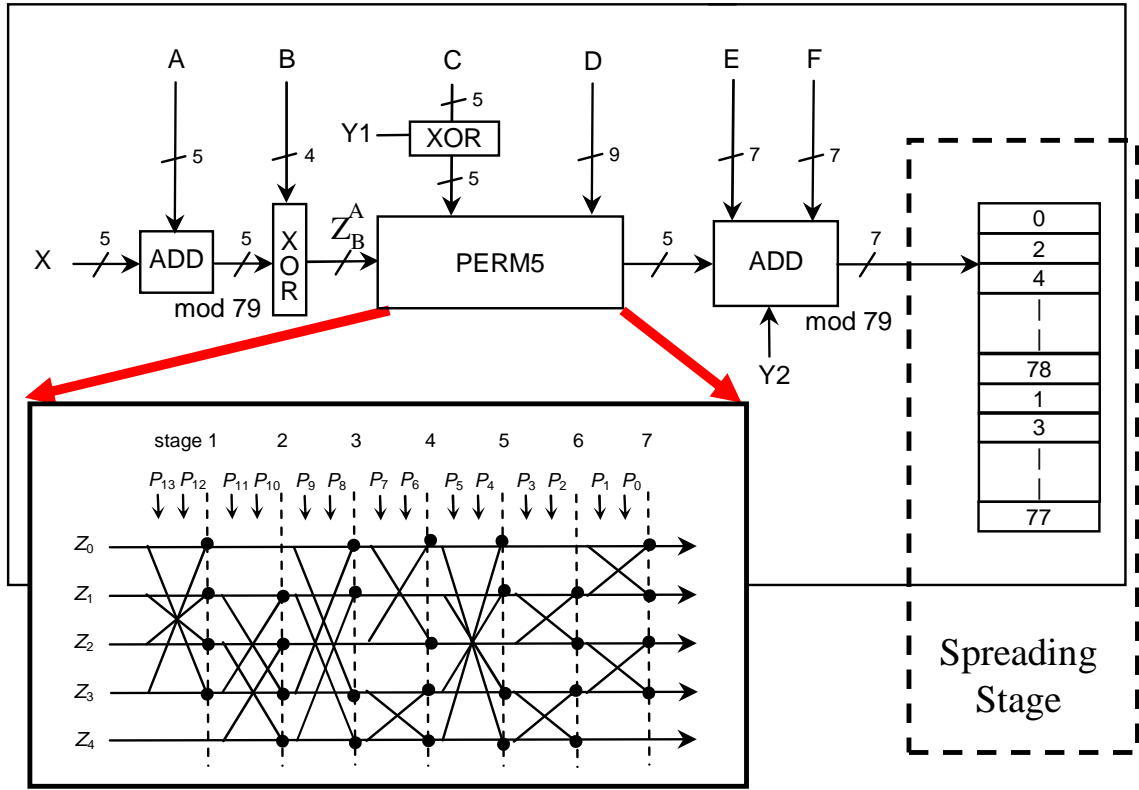 A B C D E F
5
Y1 XOR
5 4 9 7 7
5
X 5 ADD 5 XOR Z_B^A PERM5 5 ADD 7
mod 79 mod 79
Y2
0
2
4
78
1
3
77
Spreading
Stage
stage 1 2 3 4 5 6 7
P13 P12 P11 P10 P9 P8 P7 P6 P5 P4 P3 P2 P1 P0
Z0
Z1
Z2
Z3
Z4